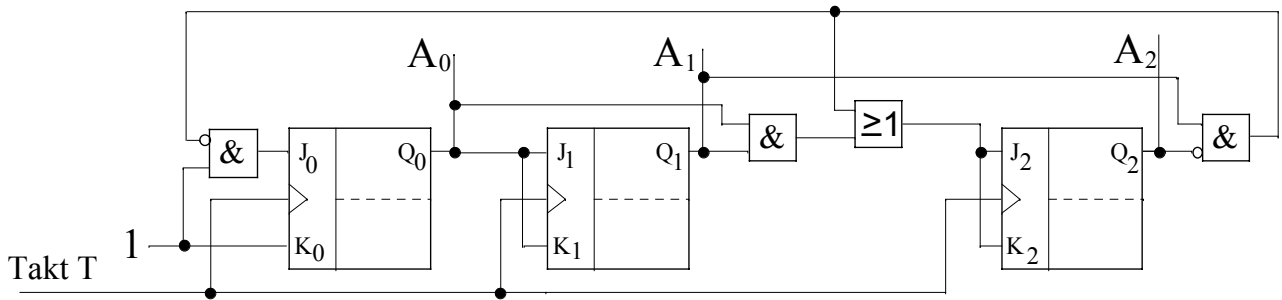 A0 A1 A2
& J0 Q0 J1 Q1 & ≥1 J2 Q2 &
1 K0 K1 K2
Takt T